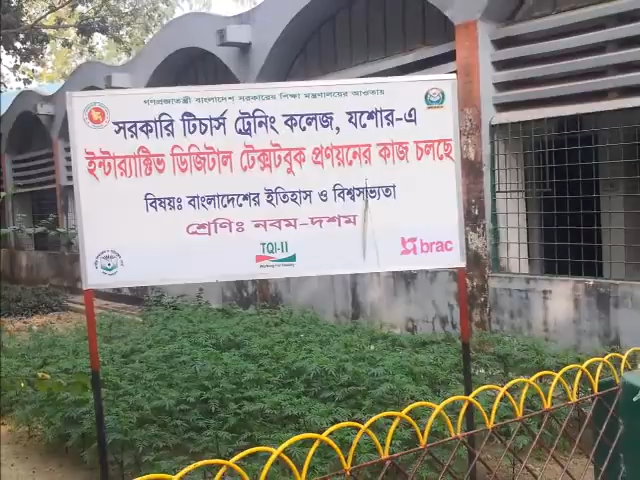 গণপ্রজাতন্ত্রী বাংলাদেশ সরকারের শিক্ষা মন্ত্রণালয়ের আওতায়
সরকারি টিচার্স ট্রেনিং কলেজ, যশোর-এ
ইন্টার‍্যাক্টিভ ডিজিটাল টেক্সটবুক প্রণয়নের কাজ চলছে
বিষয়ঃ বাংলাদেশের ইতিহাস ও বিশ্বসভ্যতা
শ্রেণিঃ নবম-দশম
TQI-II
brac